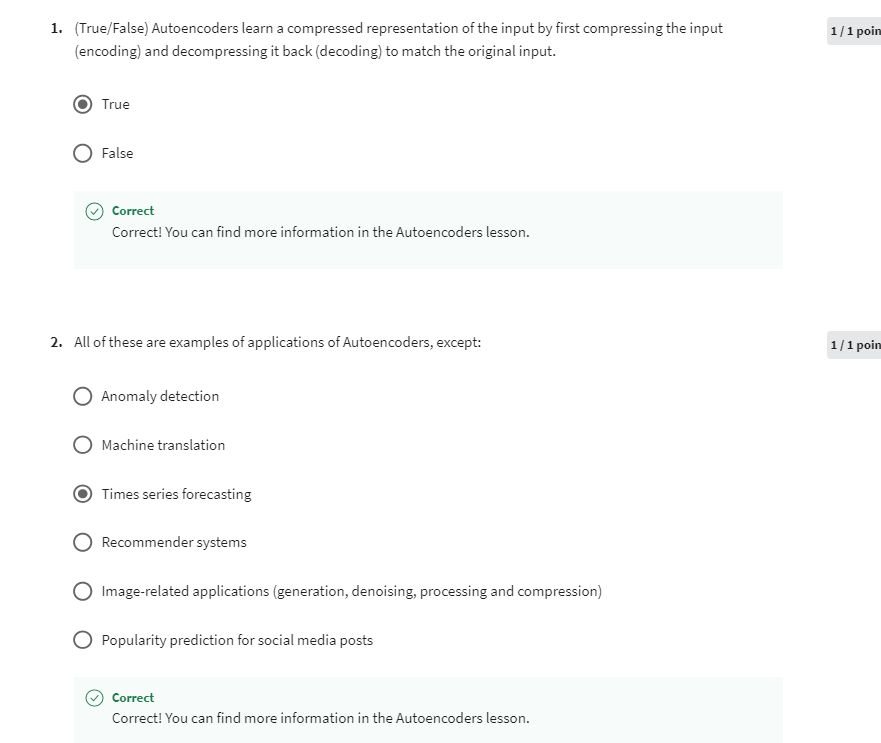 1. (True/False) Autoencoders learn a compressed representation of the input by first compressing the input
1 / 1 poin
(encoding) and decompressing it back (decoding) to match the original input.
True
False
Correct
Correct! You can find more information in the Autoencoders lesson.
2. All of these are examples of applications of Autoencoders, except:
1 / 1 poin
Anomaly detection
Machine translation
Times series forecasting
Recommender systems
Image-related applications (generation, denoising, processing and compression)
Popularity prediction for social media posts
Correct
Correct! You can find more information in the Autoencoders lesson.